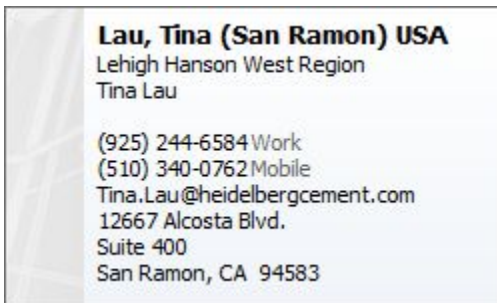 Lau, Tina (San Ramon) USA
Lehigh Hanson West Region
Tina Lau
(925) 244-6584 Work
(510) 340-0762 Mobile
Tina.Lau@heidelbergcement.com
12667 Alcosta Blvd.
Suite 400
San Ramon, CA  94583